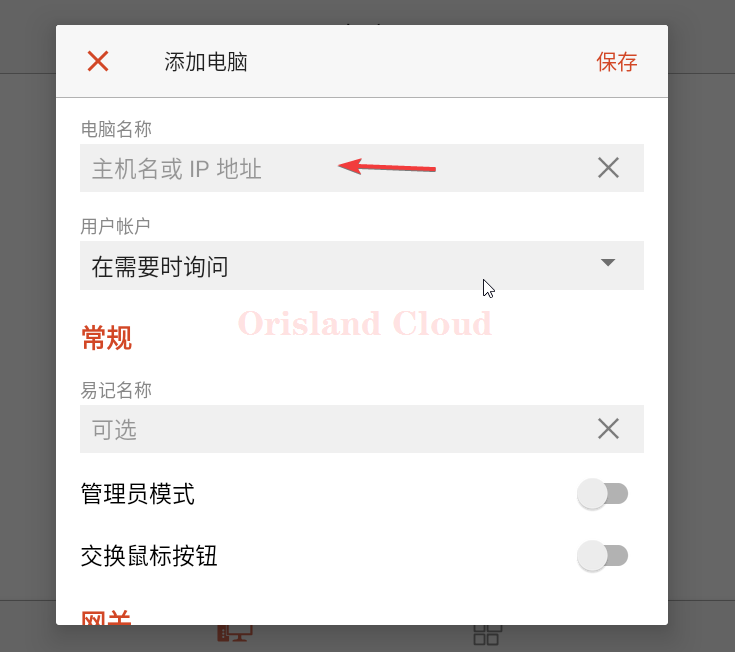 添加电脑
保存
电脑名称
主机名或 IP 地址
用户帐户
在需要时询问
Orisland Cloud
常规
易记名称
可选
管理员模式
交换鼠标按钮
网关